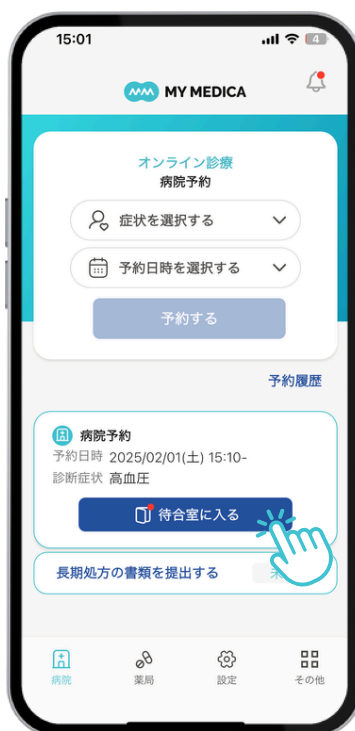 15:01
4
MY MEDICA
オンライン診療
病院予約
症状を選択する
予約日時を選択する
予約する
予約履歴
病院予約
予約日時 2025/02/01(土) 15:10-
診断症状 高血圧
待合室に入る
長期処方の書類を提出する
病院 薬局 設定 その他